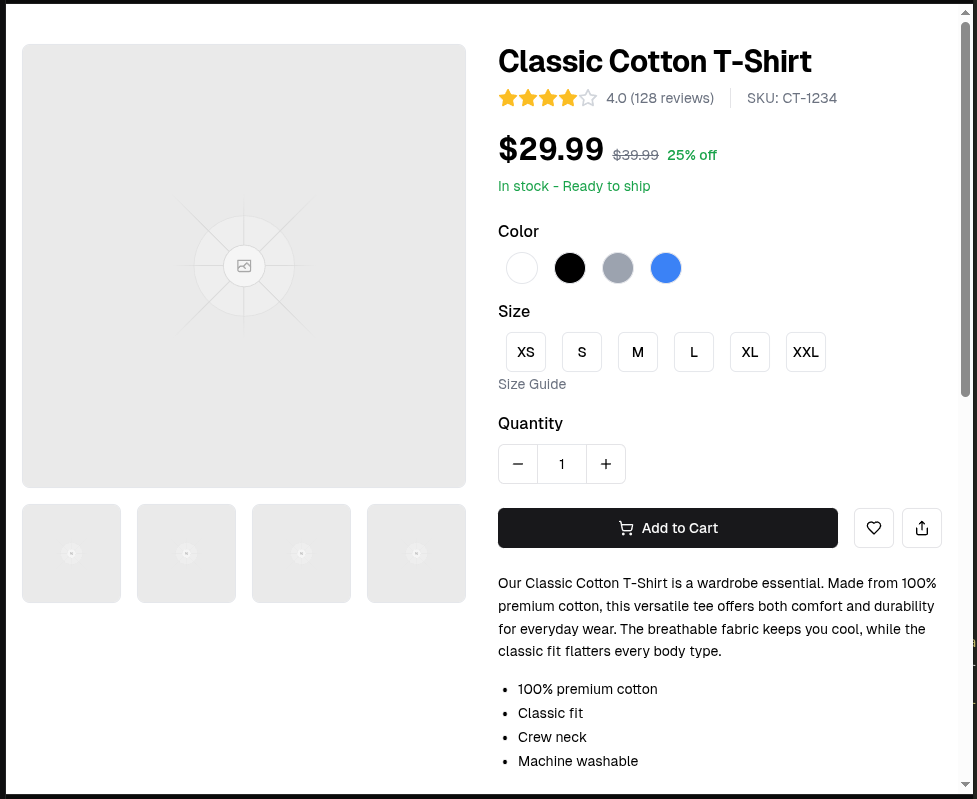 Classic Cotton T-Shirt
4.0 (128 reviews)
SKU: CT-1234
$29.99 $39.99 25% off
In stock - Ready to ship
Color
Size
XS S M L XL XXL
Size Guide
Quantity
1
Add to Cart
Our Classic Cotton T-Shirt is a wardrobe essential. Made from 100%
premium cotton, this versatile tee offers both comfort and durability
for everyday wear. The breathable fabric keeps you cool, while the
classic fit flatters every body type.
• 100% premium cotton
• Classic fit
• Crew neck
• Machine washable